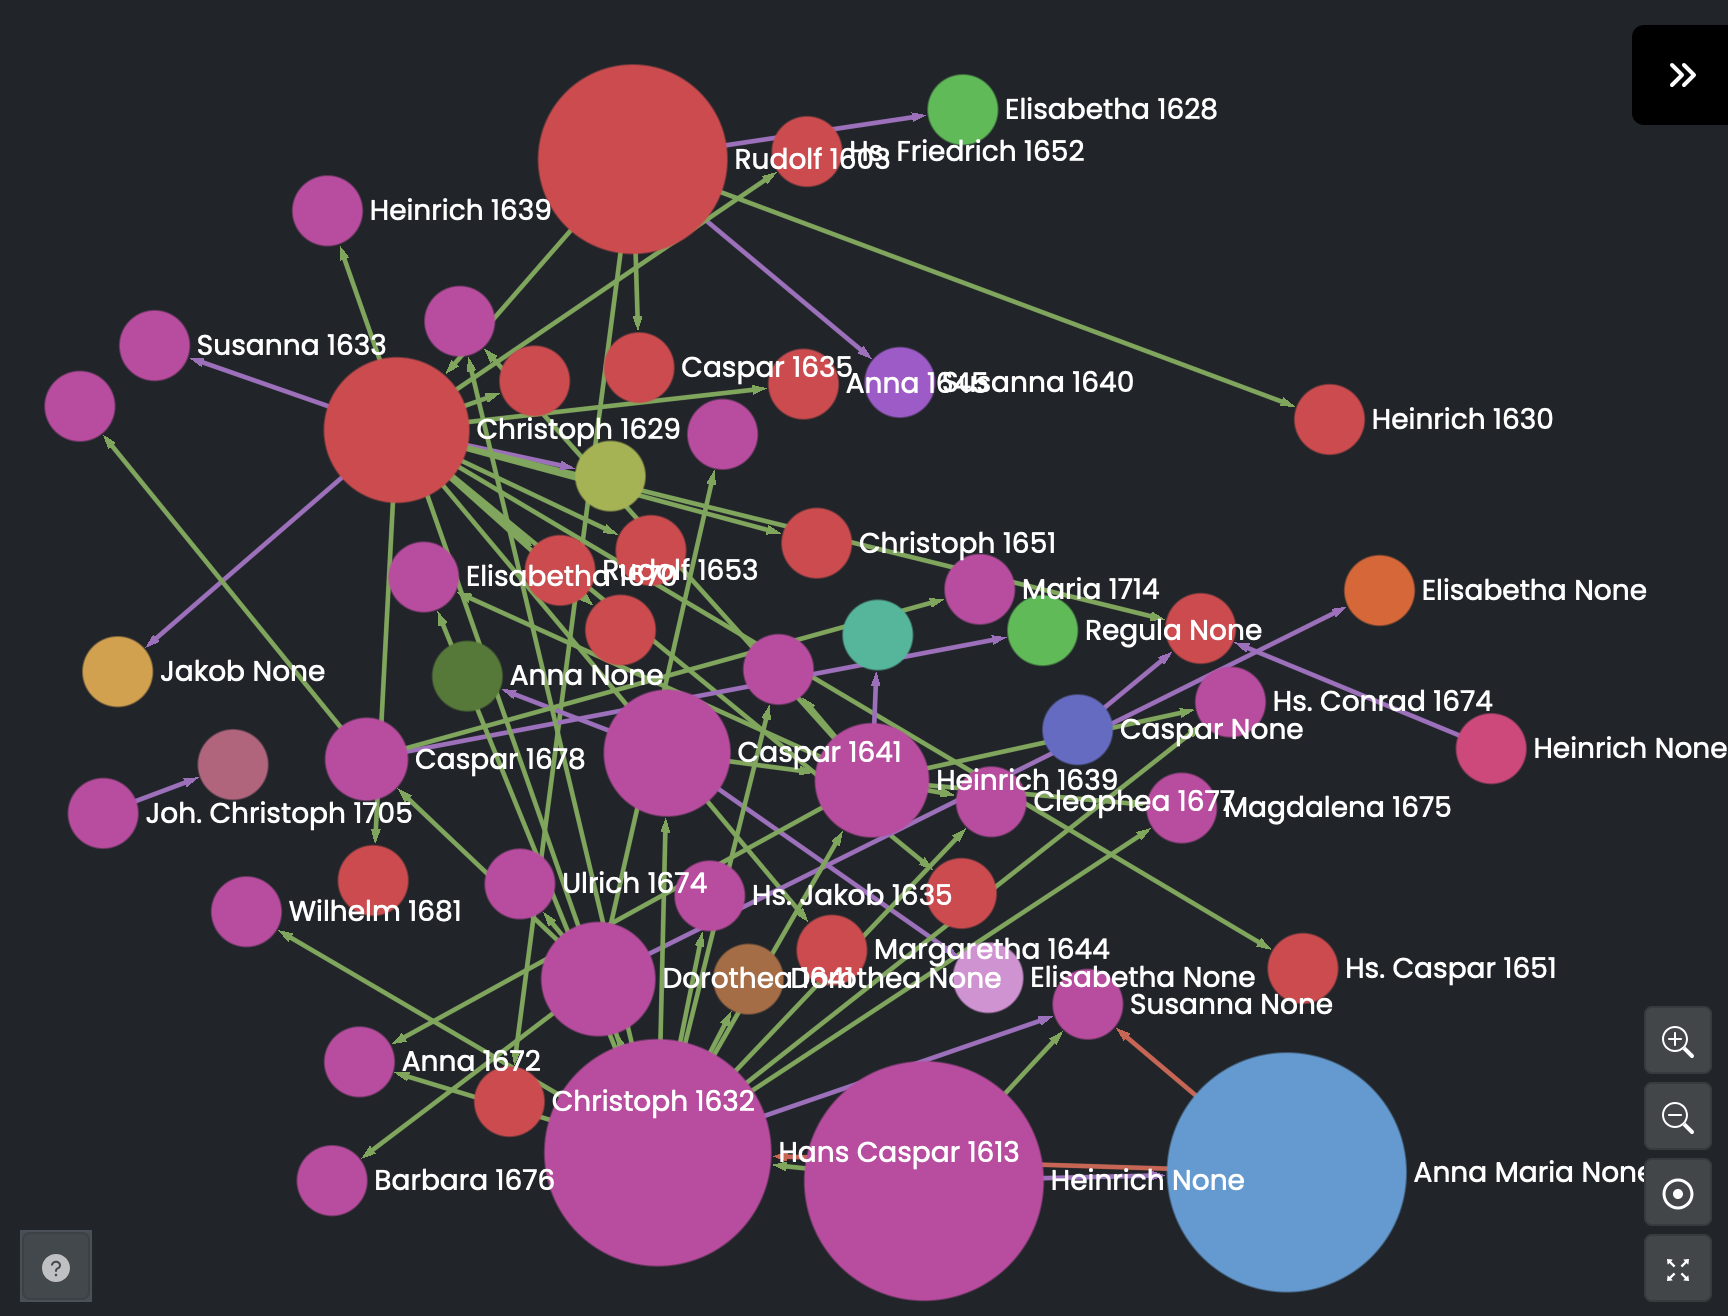 Elisabetha 1628
Hs. Friedrich 1652
Rudolf 1603
Heinrich 1639
Susanna 1633
Caspar 1635
Anna 1645
Susanna 1640
Heinrich 1630
Christoph 1629
Christoph 1651
Rudolf 1653
Elisabetha 1670
Maria 1714
Elisabetha None
Regula None
Jakob None
Anna None
Hs. Conrad 1674
Caspar None
Heinrich None
Caspar 1641
Caspar 1678
Heinrich 1639
Cleophea 1677
Magdalena 1675
Joh. Christoph 1705
Ulrich 1674
Hs. Jakob 1635
Wilhelm 1681
Margaretha 1644
Hs. Caspar 1651
Dorothea 1641
Dorothea None
Elisabetha None
Susanna None
Anna 1672
Christoph 1632
Hans Caspar 1613
Anna Maria None
Barbara 1676
Heinrich None